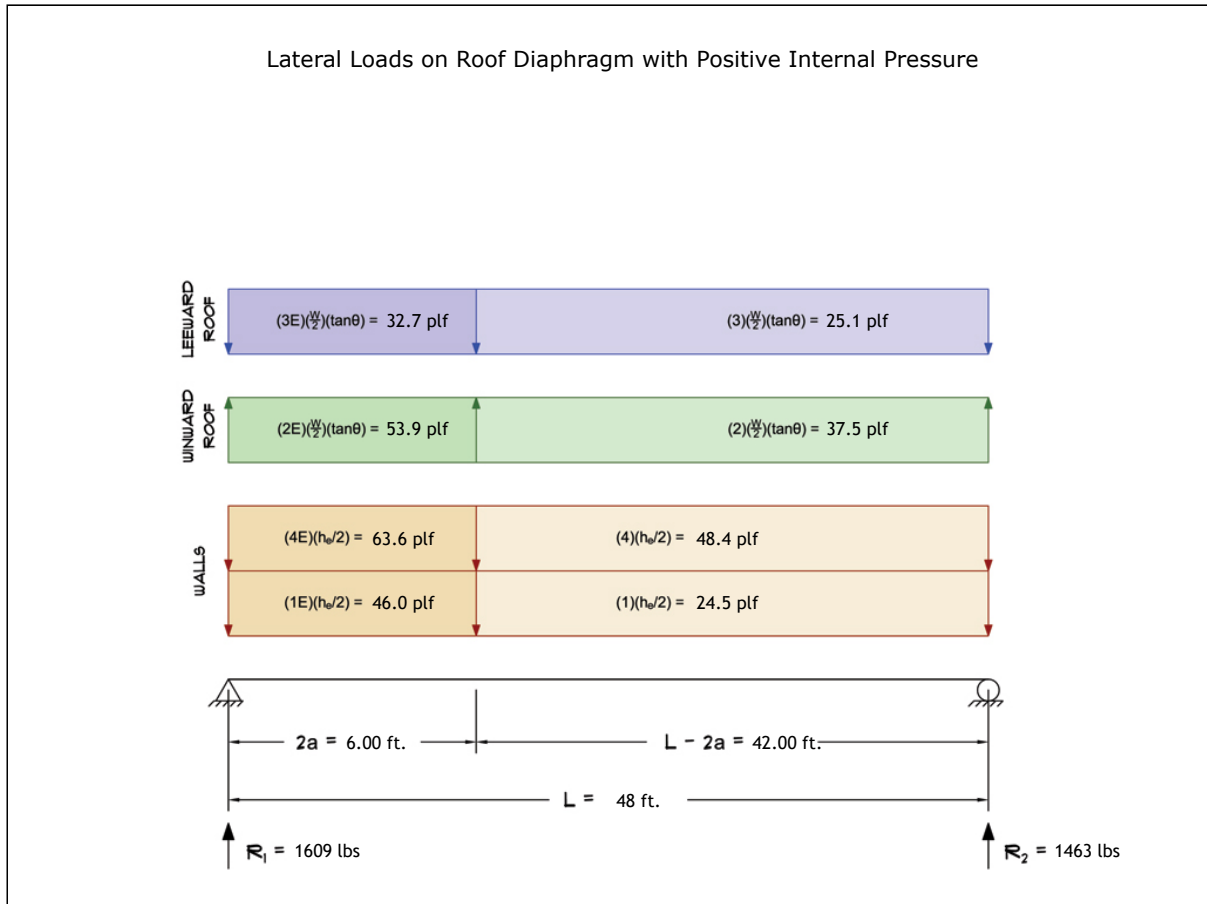 Lateral Loads on Roof Diaphragm with Positive Internal Pressure
LEEWARD
ROOF
(3E)(W/2)(tanθ) = 32.7 plf
(3)(W/2)(tanθ) = 25.1 plf
WINWARD
ROOF
(2E)(W/2)(tanθ) = 53.9 plf
(2)(W/2)(tanθ) = 37.5 plf
WALLS
(4E)(hₑ/2) = 63.6 plf
(4)(hₑ/2) = 48.4 plf
(1E)(hₑ/2) = 46.0 plf
(1)(hₑ/2) = 24.5 plf
2a = 6.00 ft.
L - 2a = 42.00 ft.
L = 48 ft.
R₁ = 1609 lbs
R₂ = 1463 lbs